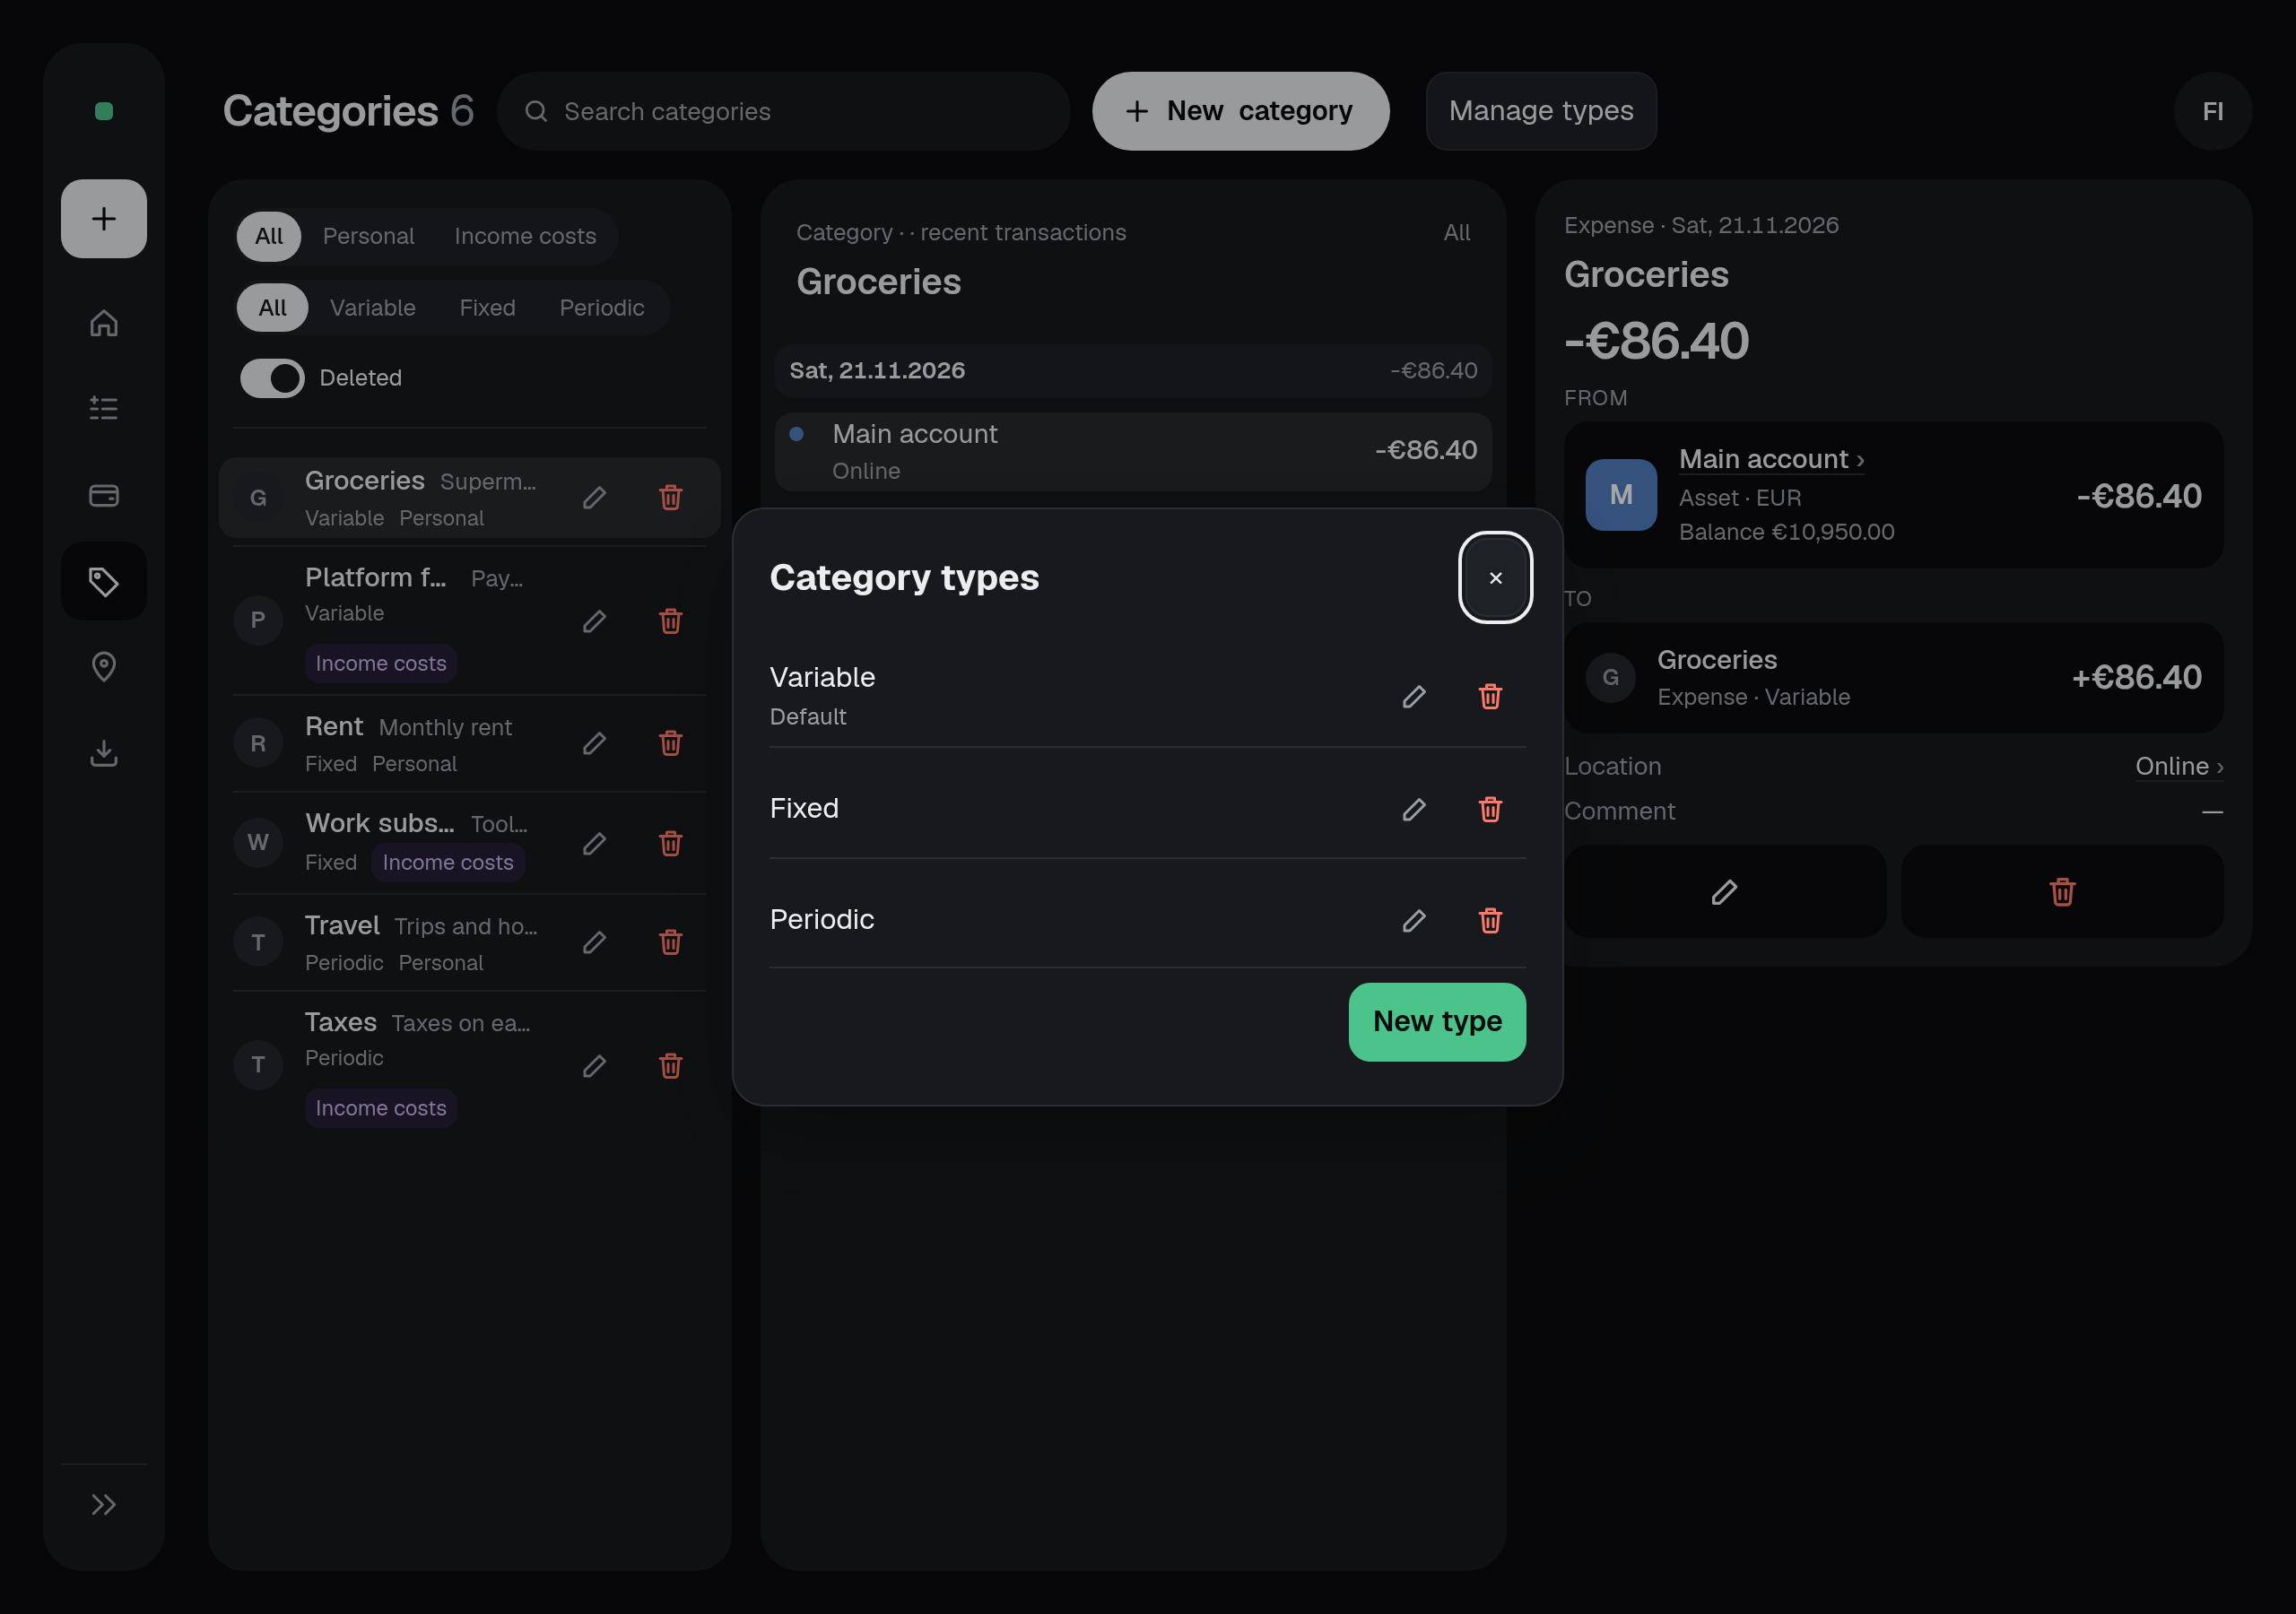 Categories 6
Search categories
New category
Manage types
FI
All Personal Income costs
All Variable Fixed Periodic
Deleted
G
Groceries Superm...
Variable Personal
P
Platform f... Pay...
Variable
Income costs
R
Rent Monthly rent
Fixed Personal
W
Work subs... Tool...
Fixed Income costs
T
Travel Trips and ho...
Periodic Personal
T
Taxes Taxes on ea...
Periodic
Income costs
Category · · recent transactions
All
Groceries
Sat, 21.11.2026 -€86.40
Main account
Online
-€86.40
Category types
×
Variable
Default
Fixed
Periodic
New type
Expense · Sat, 21.11.2026
Groceries
-€86.40
FROM
M
Main account ›
Asset · EUR
Balance €10,950.00
-€86.40
TO
G
Groceries
Expense · Variable
+€86.40
Location Online ›
Comment —